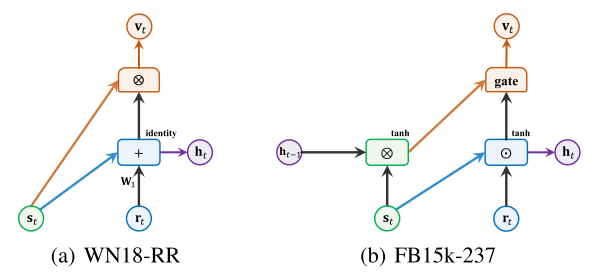 v_t v_t
⊗ gate
identity tanh tanh
+ h_t h_{t-1} ⊗ ⊙ h_t
W_1
s_t r_t s_t r_t
(a) WN18-RR (b) FB15k-237